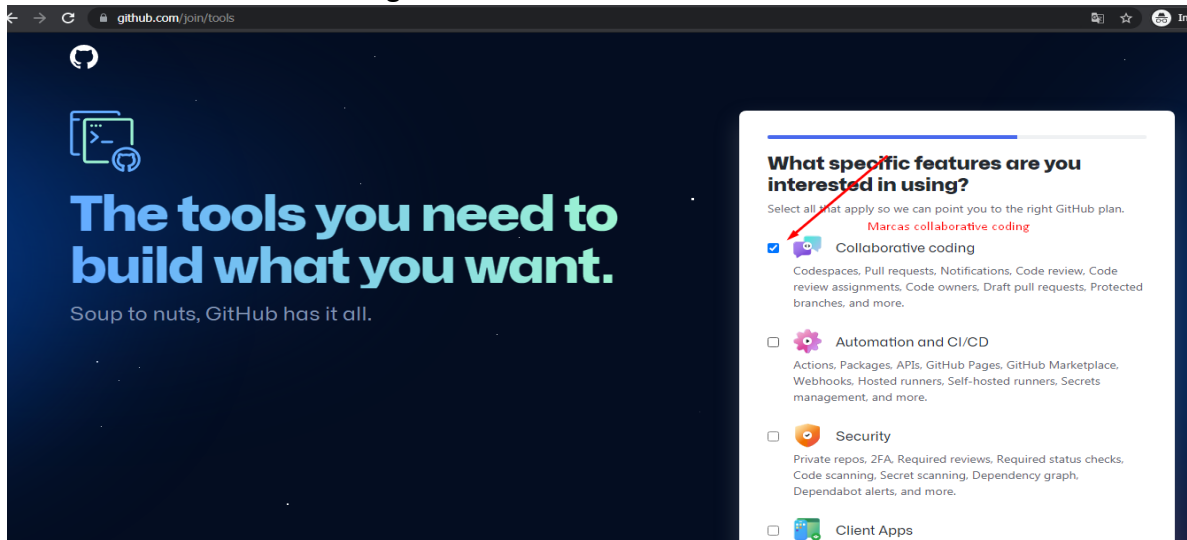 github.com/join/tools
The tools you need to
build what you want.
Soup to nuts, GitHub has it all.
What specific features are you
interested in using?
Select all that apply so we can point you to the right GitHub plan.
Marcas collaborative coding
Collaborative coding
Codespaces, Pull requests, Notifications, Code review, Code
review assignments, Code owners, Draft pull requests, Protected
branches, and more.
Automation and CI/CD
Actions, Packages, APIs, GitHub Pages, GitHub Marketplace,
Webhooks, Hosted runners, Self-hosted runners, Secrets
management, and more.
Security
Private repos, 2FA, Required reviews, Required status checks,
Code scanning, Secret scanning, Dependency graph,
Dependabot alerts, and more.
Client Apps